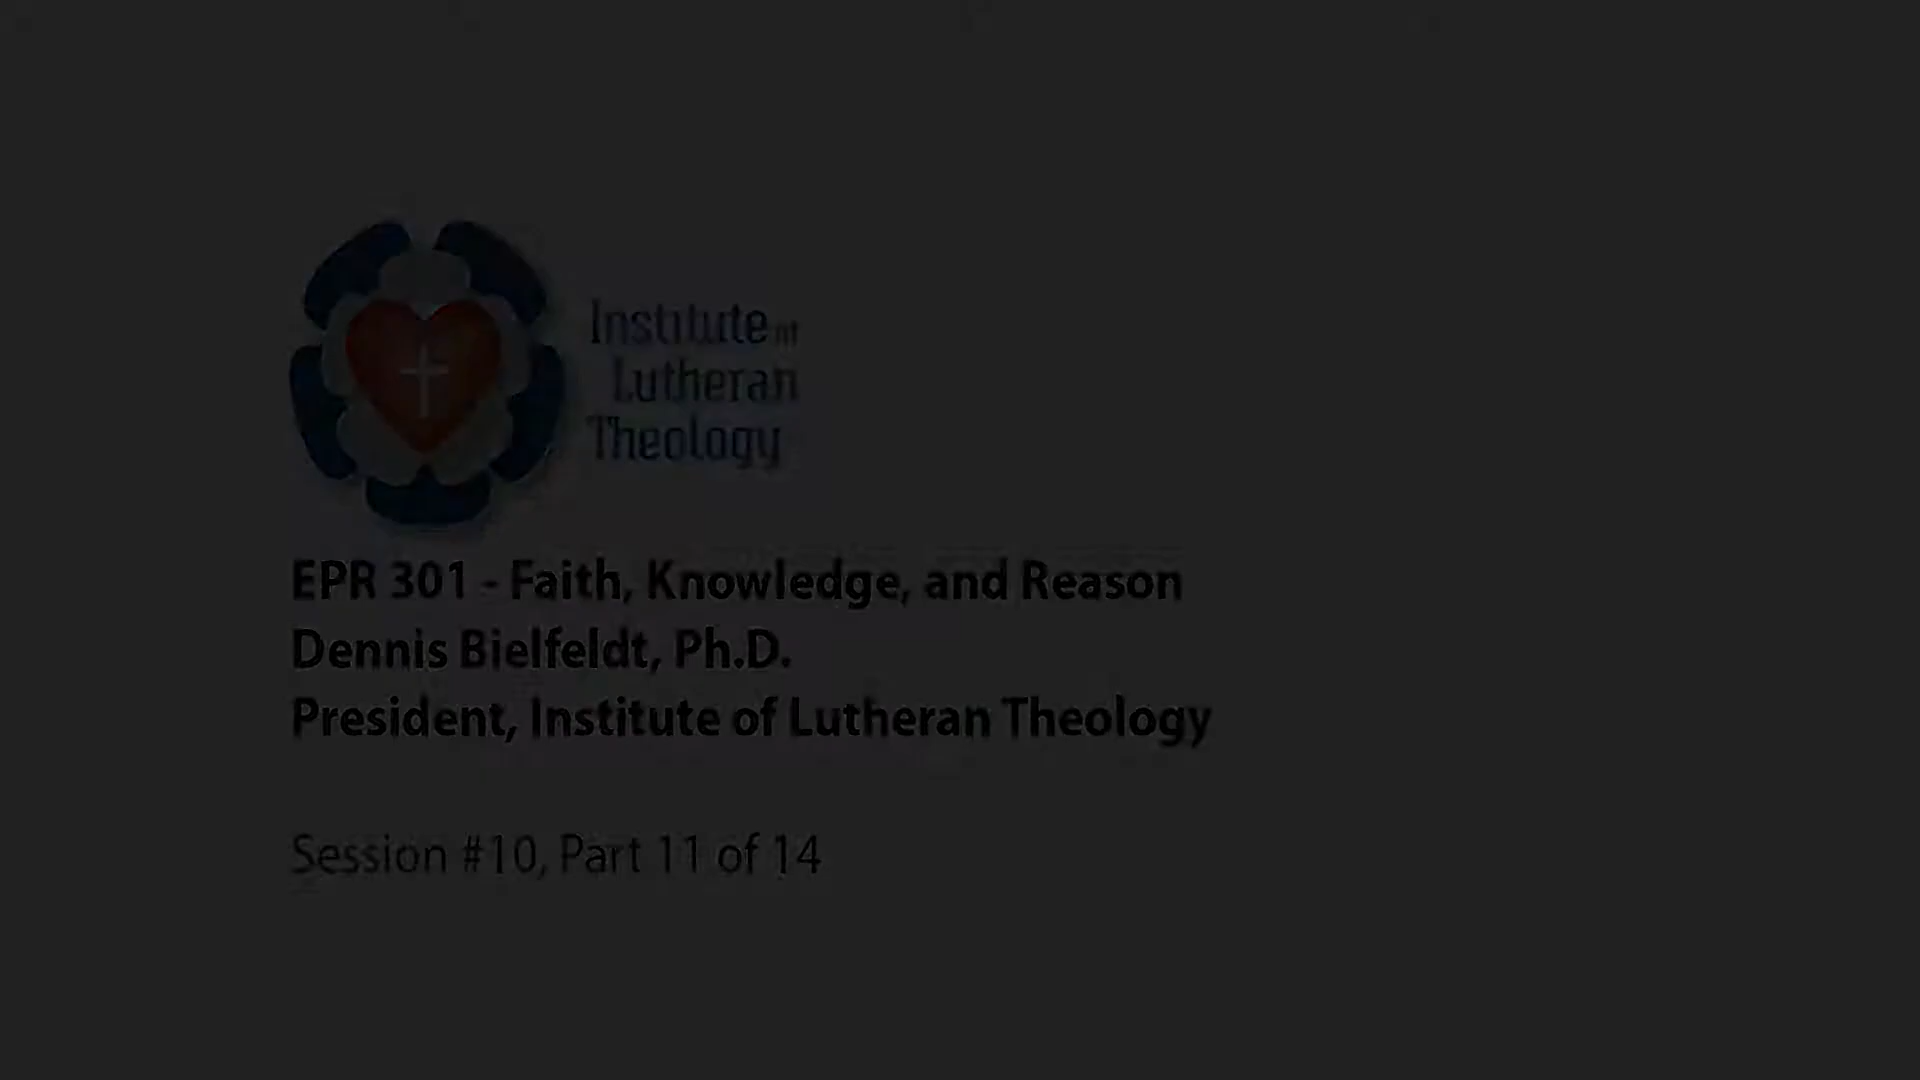 Institute of
Lutheran
Theology
EPR 301 - Faith, Knowledge, and Reason
Dennis Bielfeldt, Ph.D.
President, Institute of Lutheran Theology
Session #10, Part 11 of 14